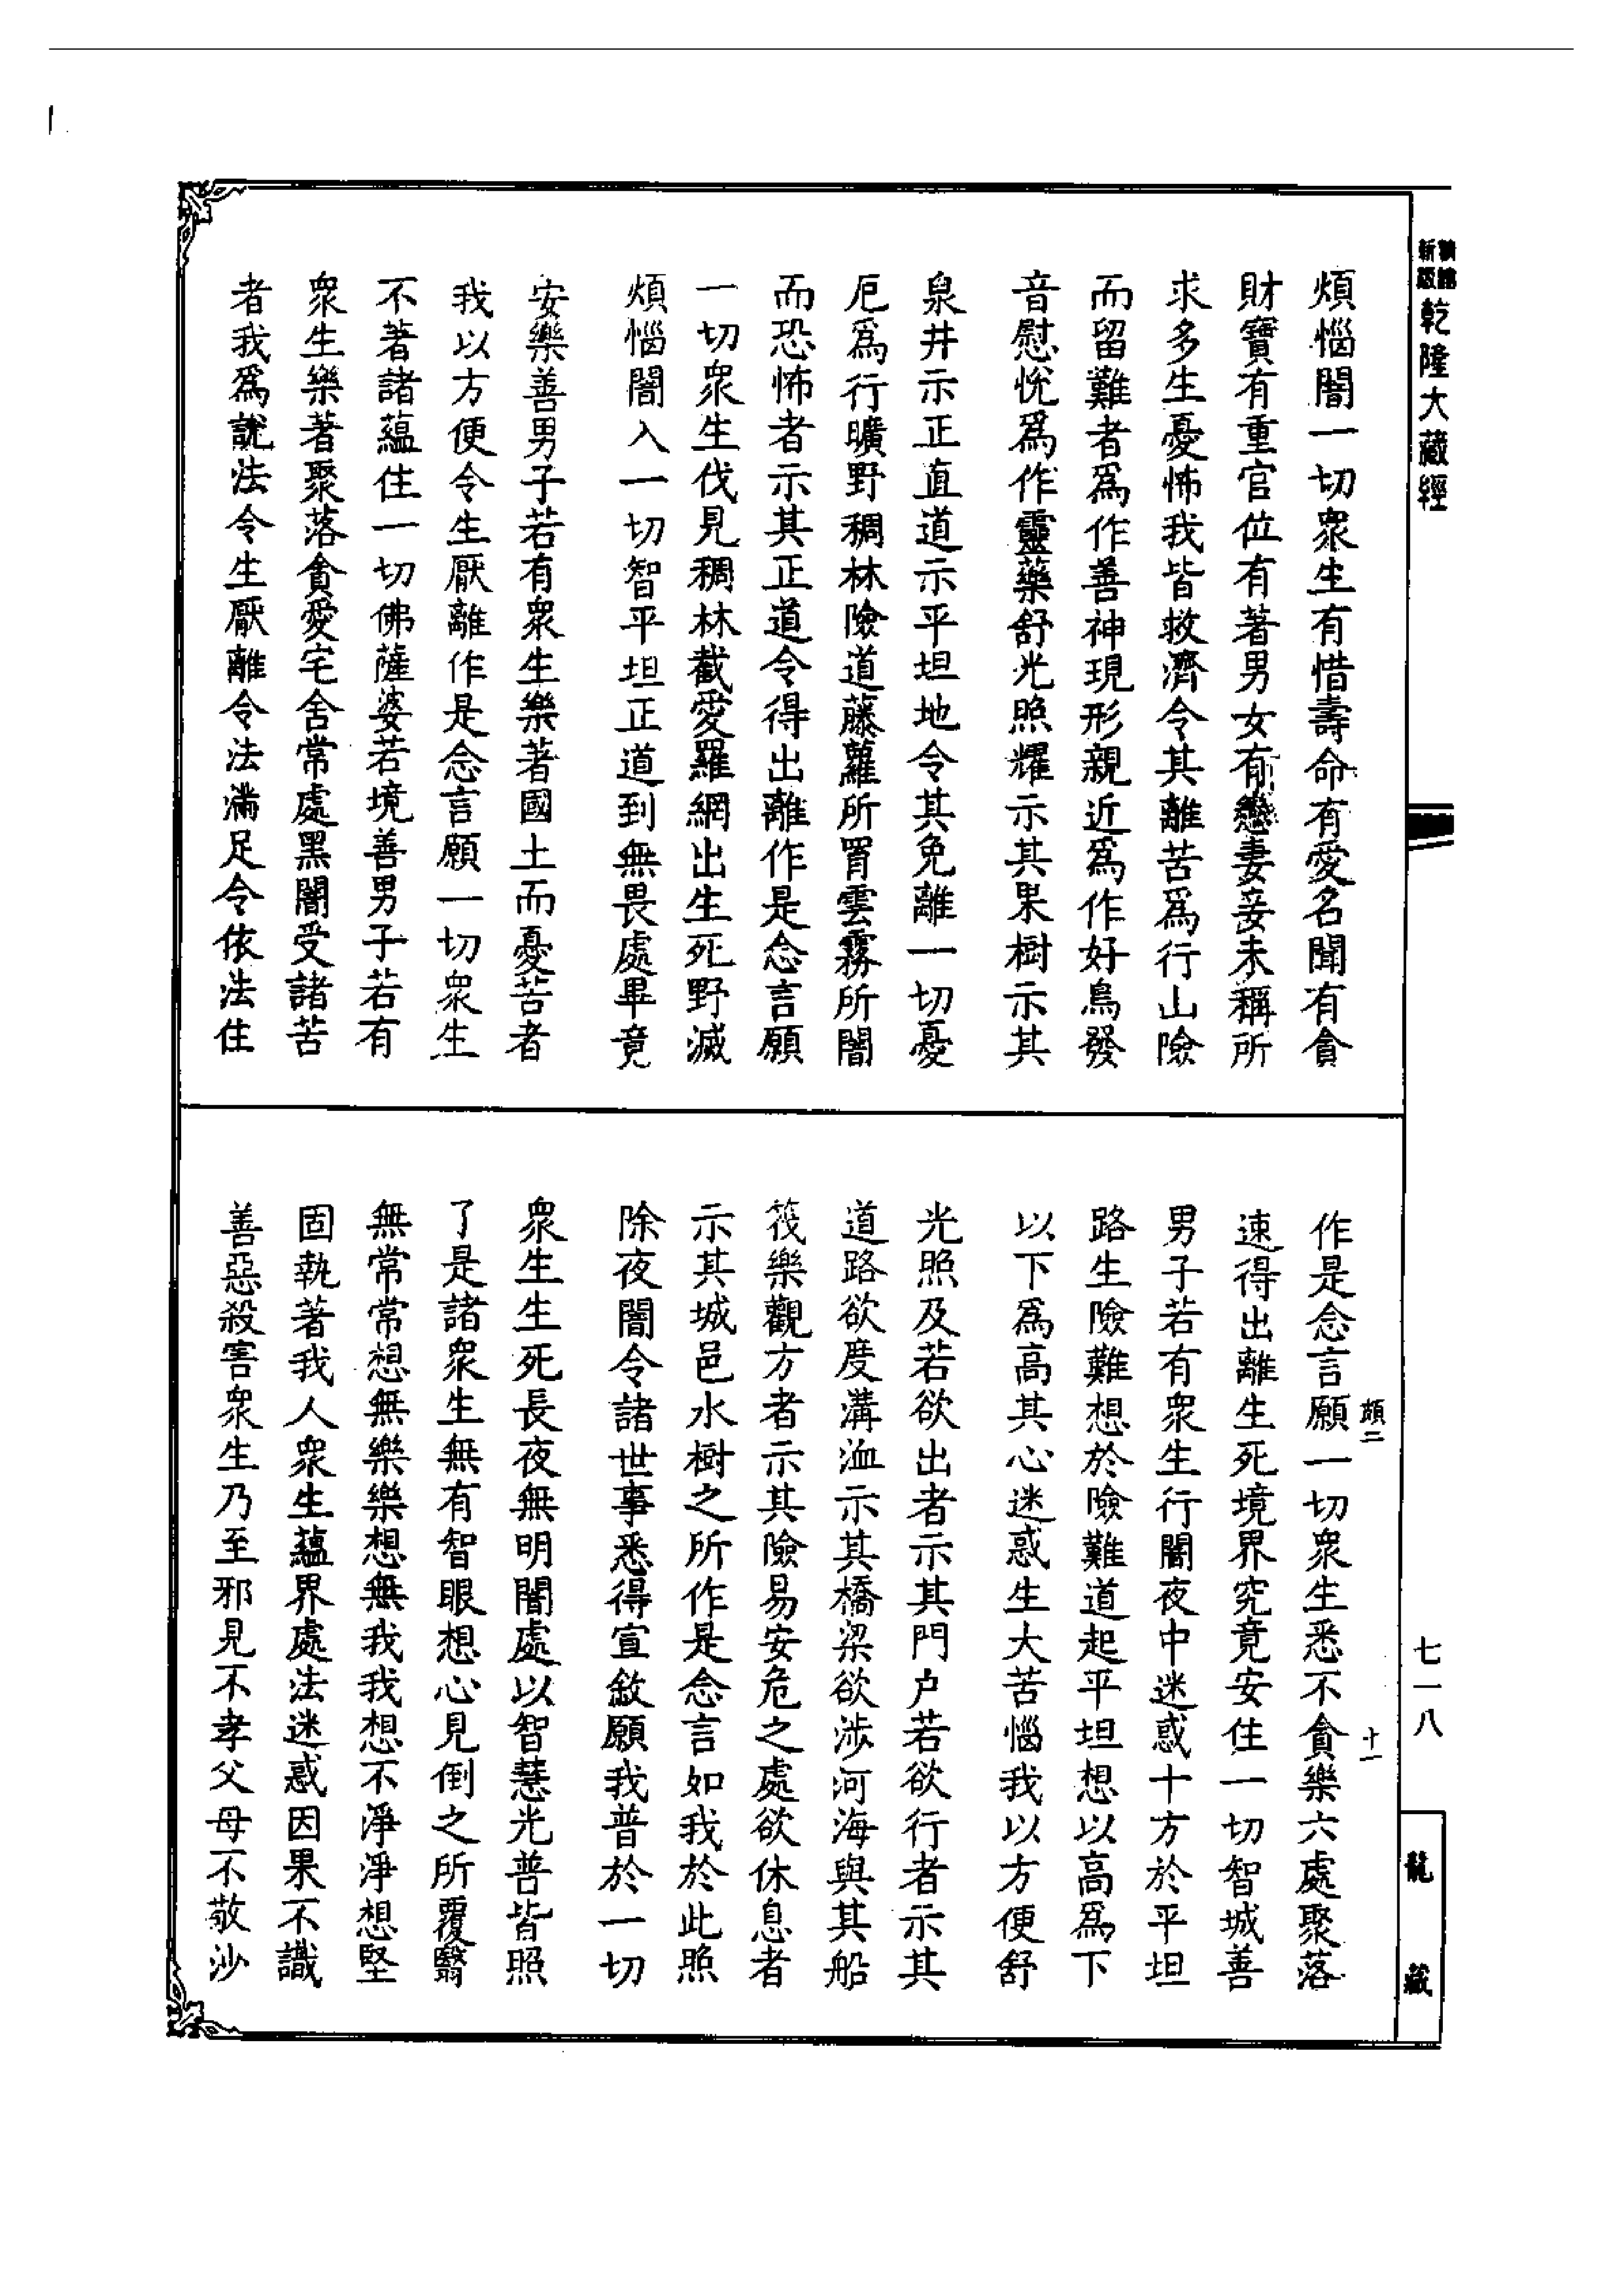 乾隆大藏經
煩惱闇一切衆生有惜壽命有愛名聞有貪
財寶有重官位有著男女有戀妻妾未稱所
求多生憂怖我皆救濟令其離苦爲行山險
而留難者爲作善神現形親近爲作好鳥發
音慰悅爲作靈藥舒光照耀示其果樹示其
泉井示正直道示平坦地令其免離一切憂
厄爲行曠野稠林險道藤蘿所罥雲霧所闇
而恐怖者示其正道令得出離作是念言願
一切衆生伐見稠林截愛羅網出生死野滅
煩惱闇入一切智平坦正道到無畏處畢竟
安樂善男子若有衆生樂著國土而憂苦者
我以方便令生厭離作是念言願一切衆生
不著諸蘊住一切佛薩婆若境善男子若有
衆生樂著聚落貪愛宅舍常處黑闇受諸苦
者我爲說法令生厭離令法滿足令依法住
作是念言願一切衆生悉不貪樂六處聚落
速得出離生死境界究竟安住一切智城善
男子若有衆生行闇夜中迷惑十方於平坦
路生險難想於險難道起平坦想以高爲下
以下爲高其心迷惑生大苦惱我以方便舒
光照及若欲出者示其門户若欲行者示其
道路欲度溝洫示其橋梁欲涉河海與其船
筏樂觀方者示其險易安危之處欲休息者
示其城邑水樹之所作是念言如我於此照
除夜闇令諸世事悉得宣敘願我普於一切
衆生生死長夜無明闇處以智慧光普皆照
了是諸衆生無有智眼想心見倒之所覆翳
無常常想無樂樂想無我我想不淨淨想堅
固執著我人衆生蘊界處法迷惑因果不識
善惡殺害衆生乃至邪見不孝父母不敬沙
十一
七一八
龍藏